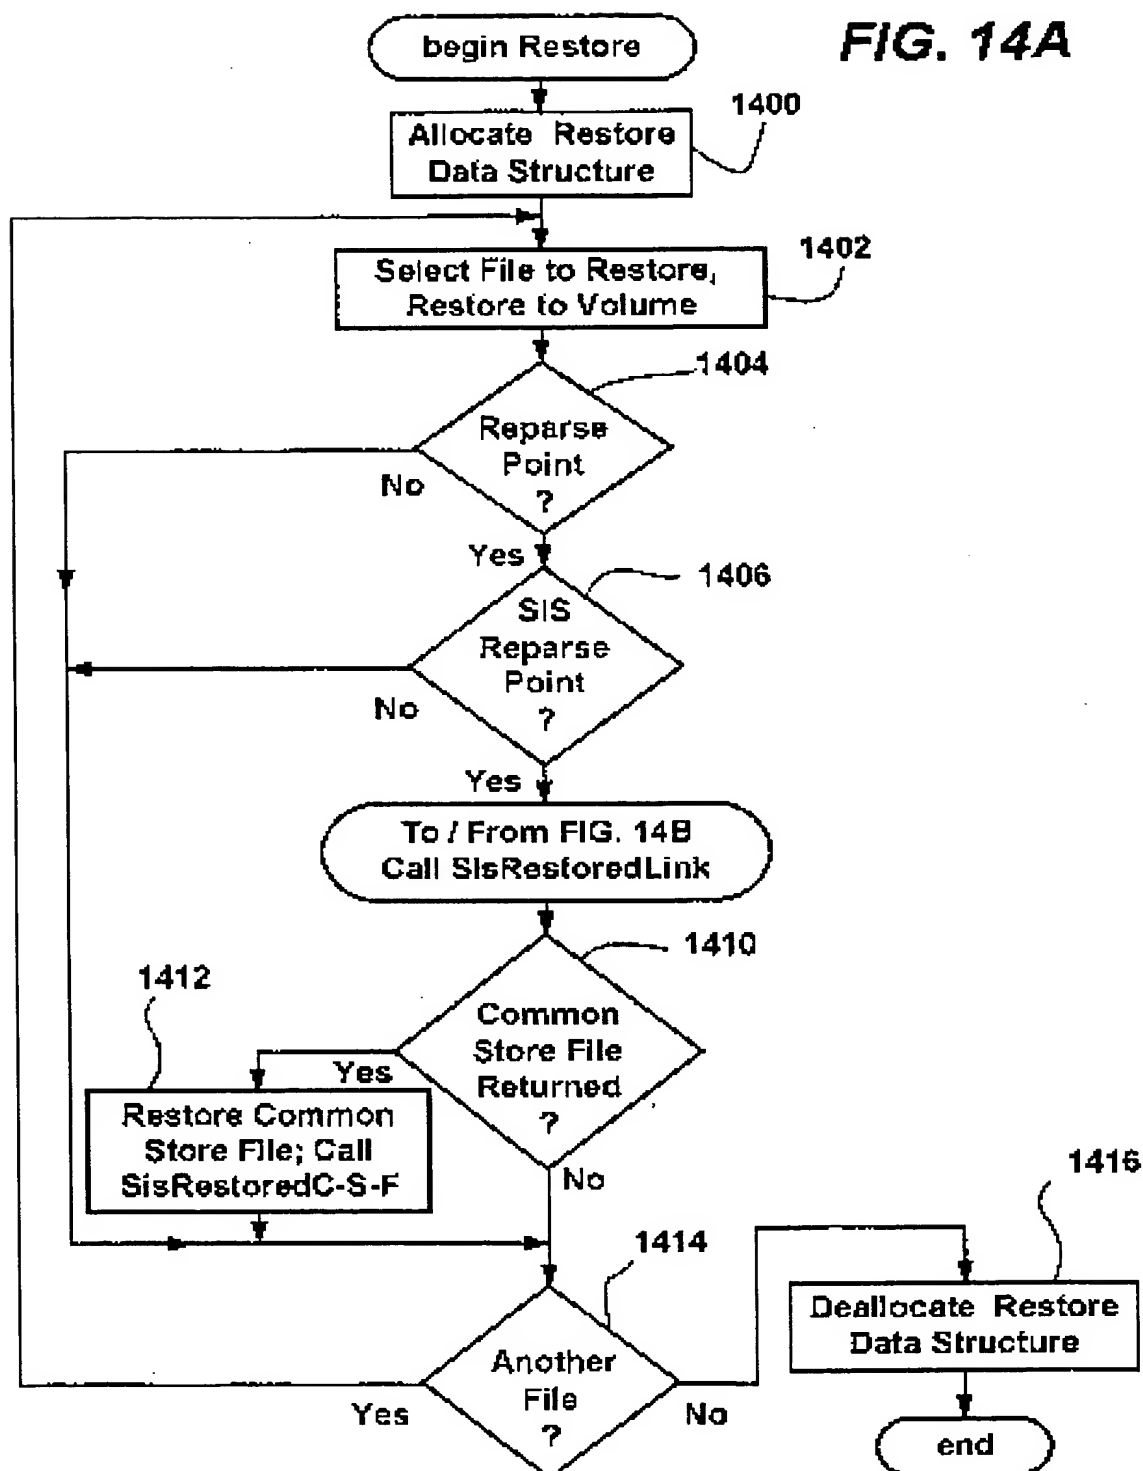 FIG. 14A
begin Restore
1400
Allocate Restore
Data Structure
1402
Select File to Restore,
Restore to Volume
1404
Reparse
Point
?
No
Yes
1406
SIS
Reparse
Point
?
No
Yes
To / From FIG. 14B
Call SisRestoredLink
1410
1412
Common
Store File
Returned
?
Yes
Restore Common
Store File; Call
SisRestoredC-S-F
No
1414
1416
Another
File
?
Yes
No
Deallocate Restore
Data Structure
end